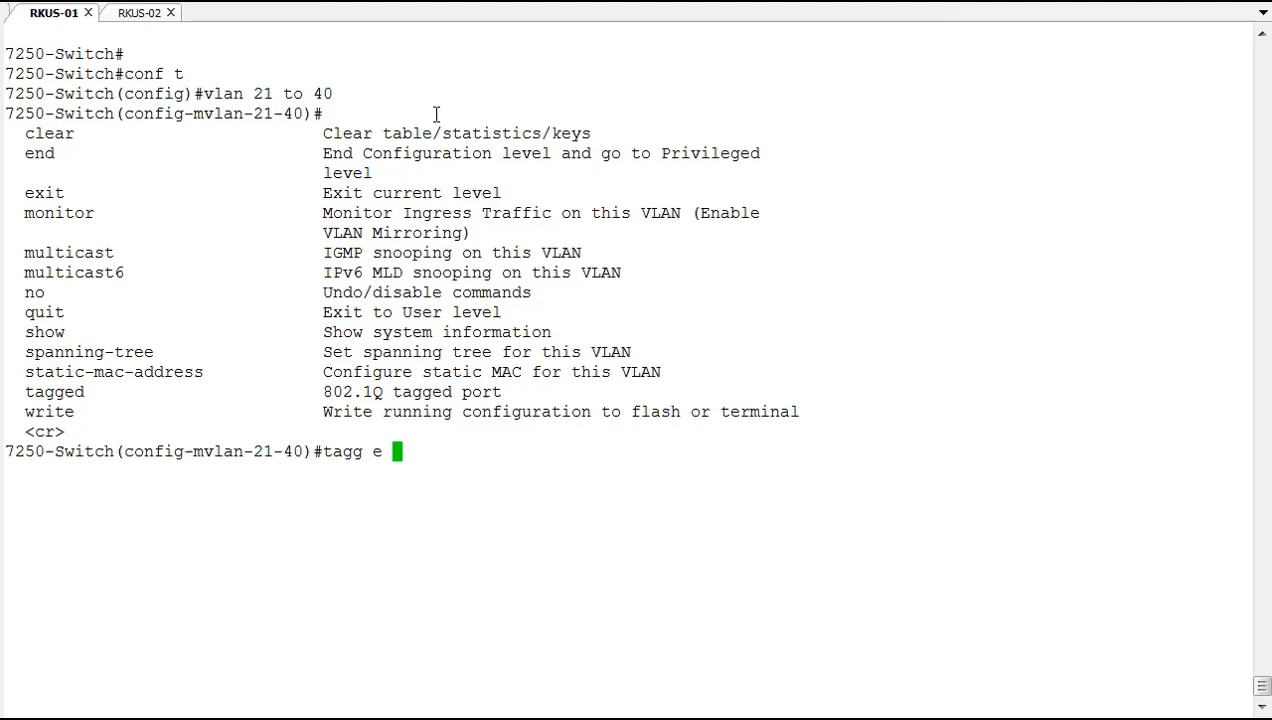 RKUS-01 X RKUS-02 X
7250-Switch#
7250-Switch#conf t
7250-Switch(config)#vlan 21 to 40
7250-Switch(config-mvlan-21-40)#
clear Clear table/statistics/keys
end End Configuration level and go to Privileged
level
exit Exit current level
monitor Monitor Ingress Traffic on this VLAN (Enable
VLAN Mirroring)
multicast IGMP snooping on this VLAN
multicast6 IPv6 MLD snooping on this VLAN
no Undo/disable commands
quit Exit to User level
show Show system information
spanning-tree Set spanning tree for this VLAN
static-mac-address Configure static MAC for this VLAN
tagged 802.1Q tagged port
write Write running configuration to flash or terminal
<cr>
7250-Switch(config-mvlan-21-40)#tagg e